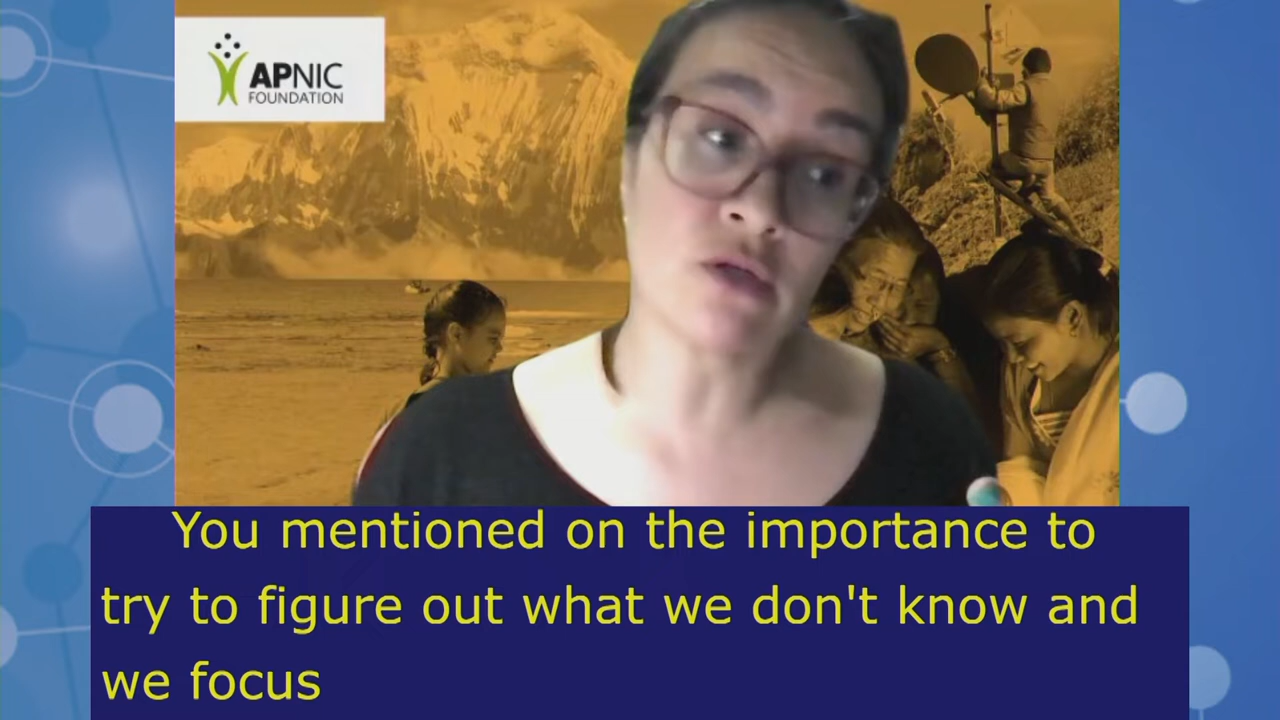 APNIC
FOUNDATION
You mentioned on the importance to
try to figure out what we don't know and
we focus